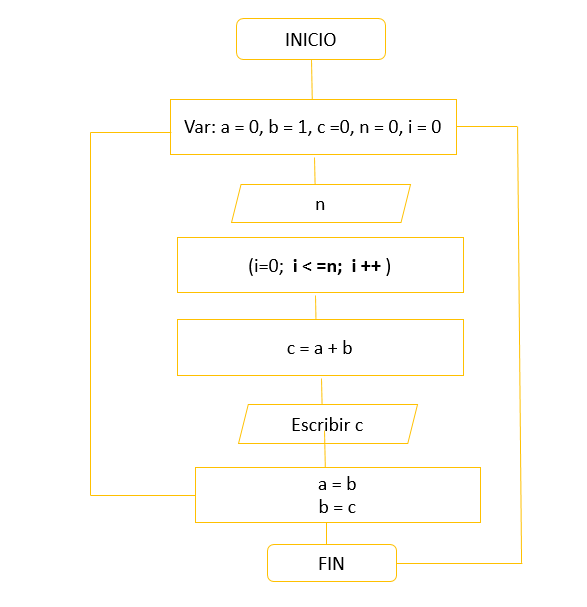 INICIO
Var: a = 0, b = 1, c =0, n = 0, i = 0
n
(i=0; i < =n; i ++ )
c = a + b
Escribir c
a = b
b = c
FIN